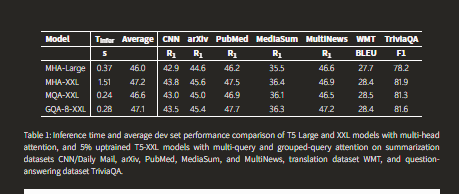 Model T_infer Average CNN arXiv PubMed MediaSum MultiNews WMT TriviaQA
s R₁ R₁ R₁ R₁ R₁ BLEU F1
MHA-Large 0.37 46.0 42.9 44.6 46.2 35.5 46.6 27.7 78.2
MHA-XXL 1.51 47.2 43.8 45.6 47.5 36.4 46.9 28.4 81.9
MQA-XXL 0.24 46.6 43.0 45.0 46.9 36.1 46.5 28.5 81.3
GQA-8-XXL 0.28 47.1 43.5 45.4 47.7 36.3 47.2 28.4 81.6
Table 1: Inference time and average dev set performance comparison of T5 Large and XXL models with multi-head
attention, and 5% uptrained T5-XXL models with multi-query and grouped-query attention on summarization
datasets CNN/Daily Mail, arXiv, PubMed, MediaSum, and MultiNews, translation dataset WMT, and question-
answering dataset TriviaQA.